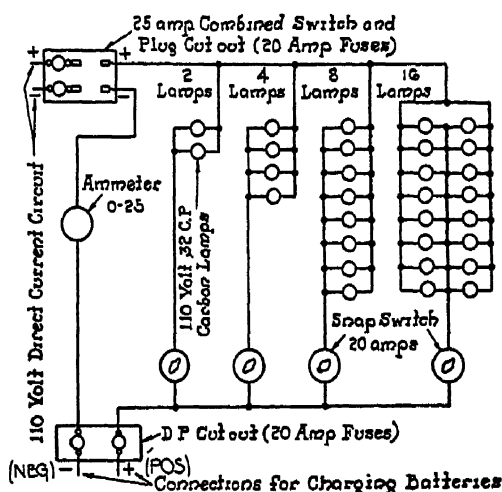 25 amp Combined Switch and
Plug Cut out (20 Amp Fuses)
+
+
-
-
2
Lamps
4
Lamps
8
Lamps
16
Lamps
Ammeter
0-25
110 Volt 32 C.P
Carbon Lamps
110 Volt Direct Current Circuit
Snap Switch
20 amps
D P Cut out (20 Amp Fuses)
(NEG) -
+ (POS)
Connections for Charging Batteries